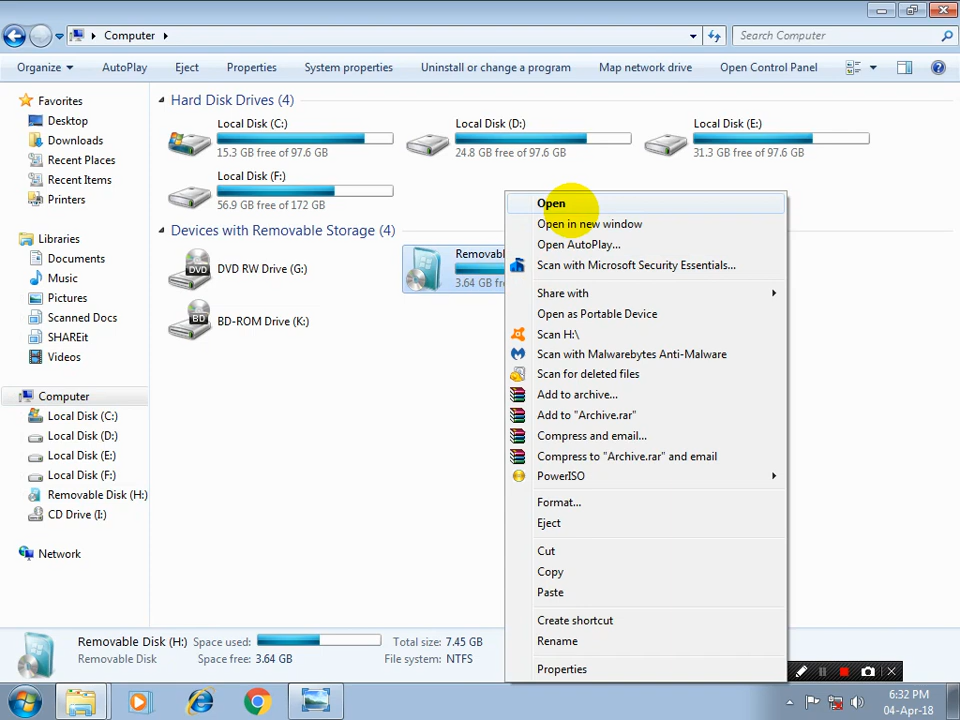 Computer
Search Computer
Organize
AutoPlay
Eject
Properties
System properties
Uninstall or change a program
Map network drive
Open Control Panel
Favorites
Desktop
Downloads
Recent Places
Recent Items
Printers
Libraries
Documents
Music
Pictures
Scanned Docs
SHAREit
Videos
Computer
Local Disk (C:)
Local Disk (D:)
Local Disk (E:)
Local Disk (F:)
Removable Disk (H:)
CD Drive (I:)
Network
Hard Disk Drives (4)
Local Disk (C:)
15.3 GB free of 97.6 GB
Local Disk (D:)
24.8 GB free of 97.6 GB
Local Disk (E:)
31.3 GB free of 97.6 GB
Local Disk (F:)
56.9 GB free of 172 GB
Devices with Removable Storage (4)
DVD
DVD RW Drive (G:)
Removabl
3.64 GB fr
BD
BD-ROM Drive (K:)
Open
Open in new window
Open AutoPlay...
Scan with Microsoft Security Essentials...
Share with
Open as Portable Device
Scan H:\
Scan with Malwarebytes Anti-Malware
Scan for deleted files
Add to archive...
Add to "Archive.rar"
Compress and email...
Compress to "Archive.rar" and email
PowerISO
Format...
Eject
Cut
Copy
Paste
Create shortcut
Rename
Properties
Removable Disk (H:)
Removable Disk
Space used:
Space free: 3.64 GB
Total size: 7.45 GB
File system: NTFS
6:32 PM
04-Apr-18